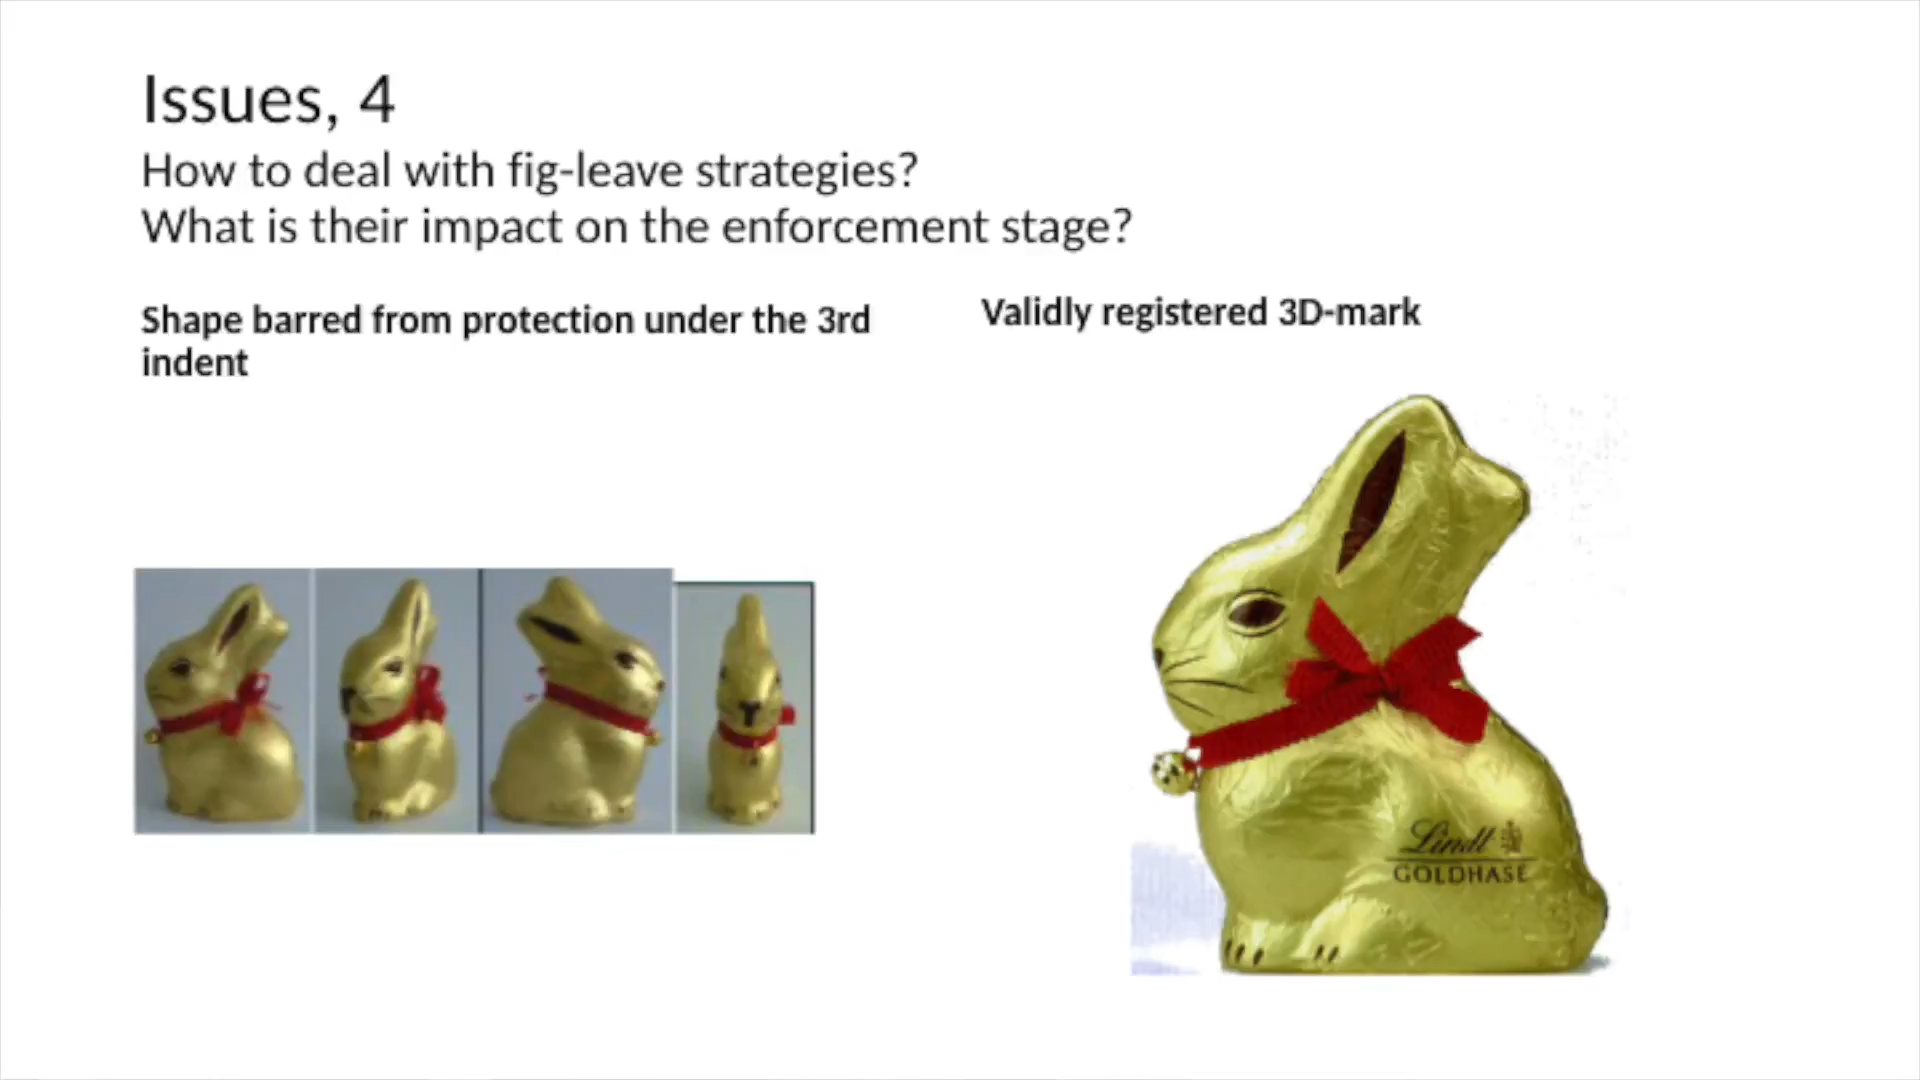 Issues, 4
How to deal with fig-leave strategies?
What is their impact on the enforcement stage?
Shape barred from protection under the 3rd
indent
Validly registered 3D-mark
Lindt
GOLDHASE